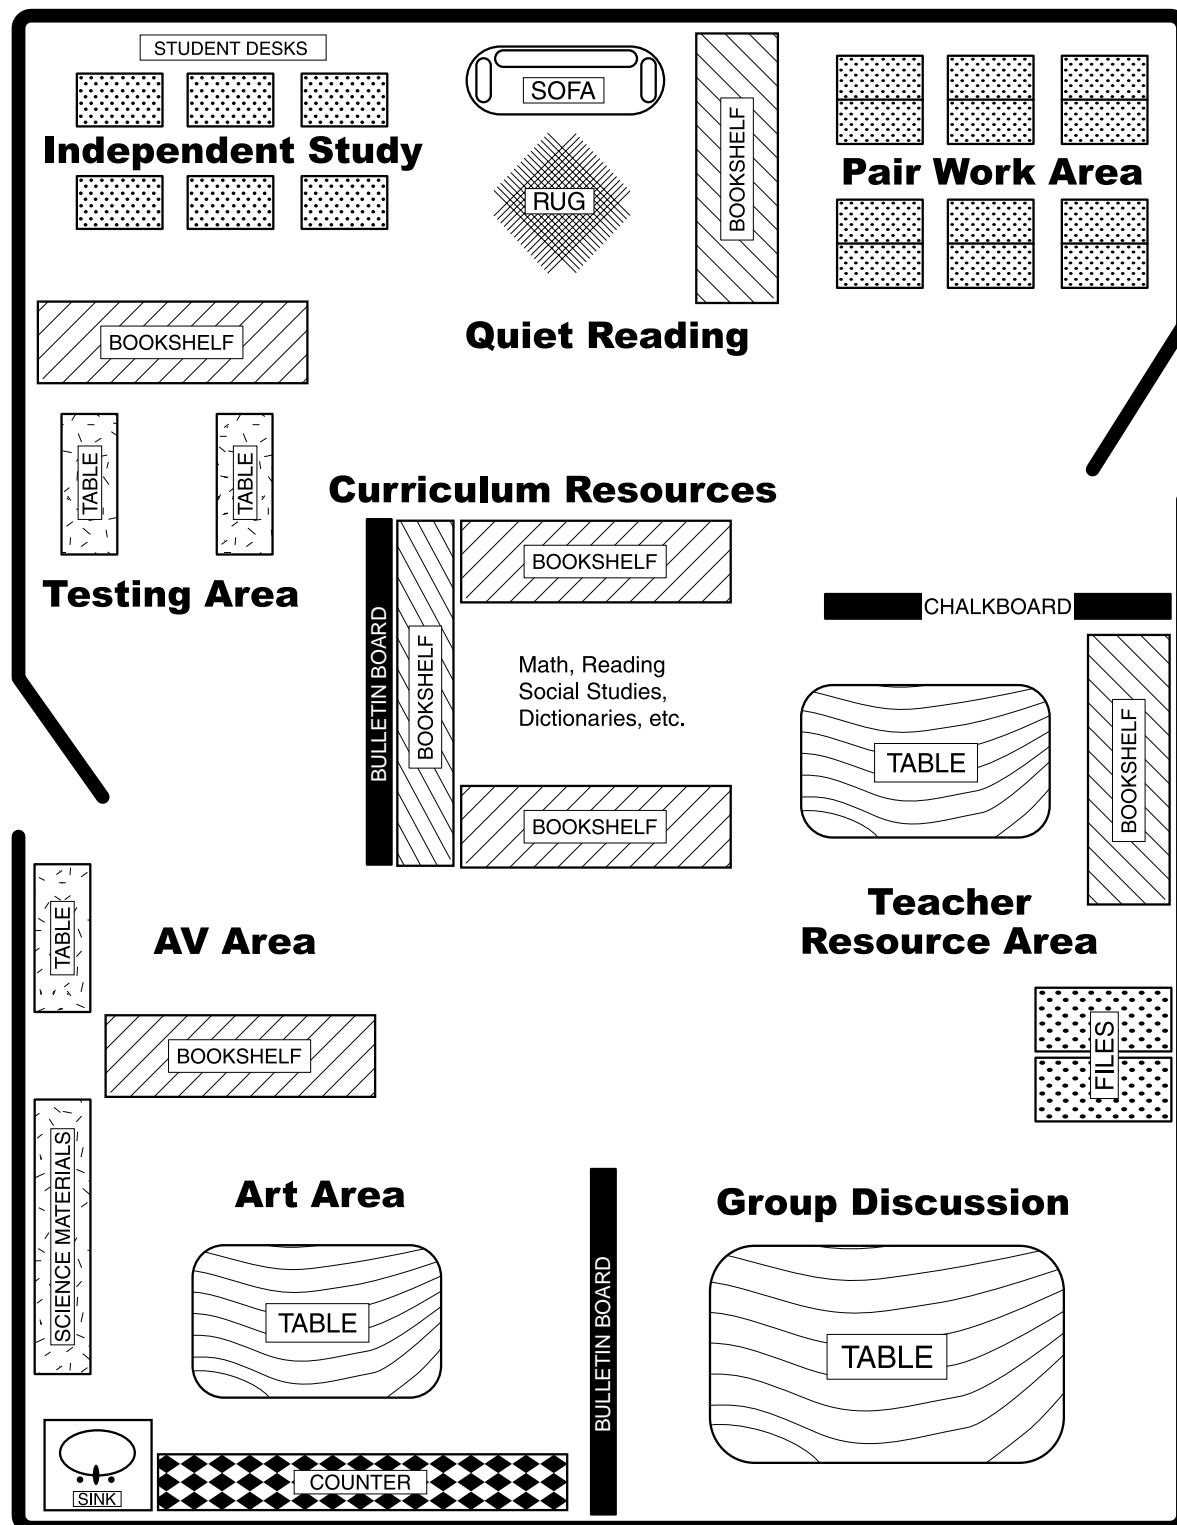 STUDENT DESKS
Independent Study
SOFA
RUG
BOOKSHELF
Quiet Reading
Pair Work Area
BOOKSHELF
TABLE
TABLE
Testing Area
Curriculum Resources
BULLETIN BOARD
BOOKSHELF
BOOKSHELF
Math, Reading
Social Studies,
Dictionaries, etc.
BOOKSHELF
CHALKBOARD
TABLE
BOOKSHELF
Teacher
Resource Area
FILES
TABLE
AV Area
BOOKSHELF
SCIENCE MATERIALS
Art Area
TABLE
SINK
COUNTER
BULLETIN BOARD
Group Discussion
TABLE